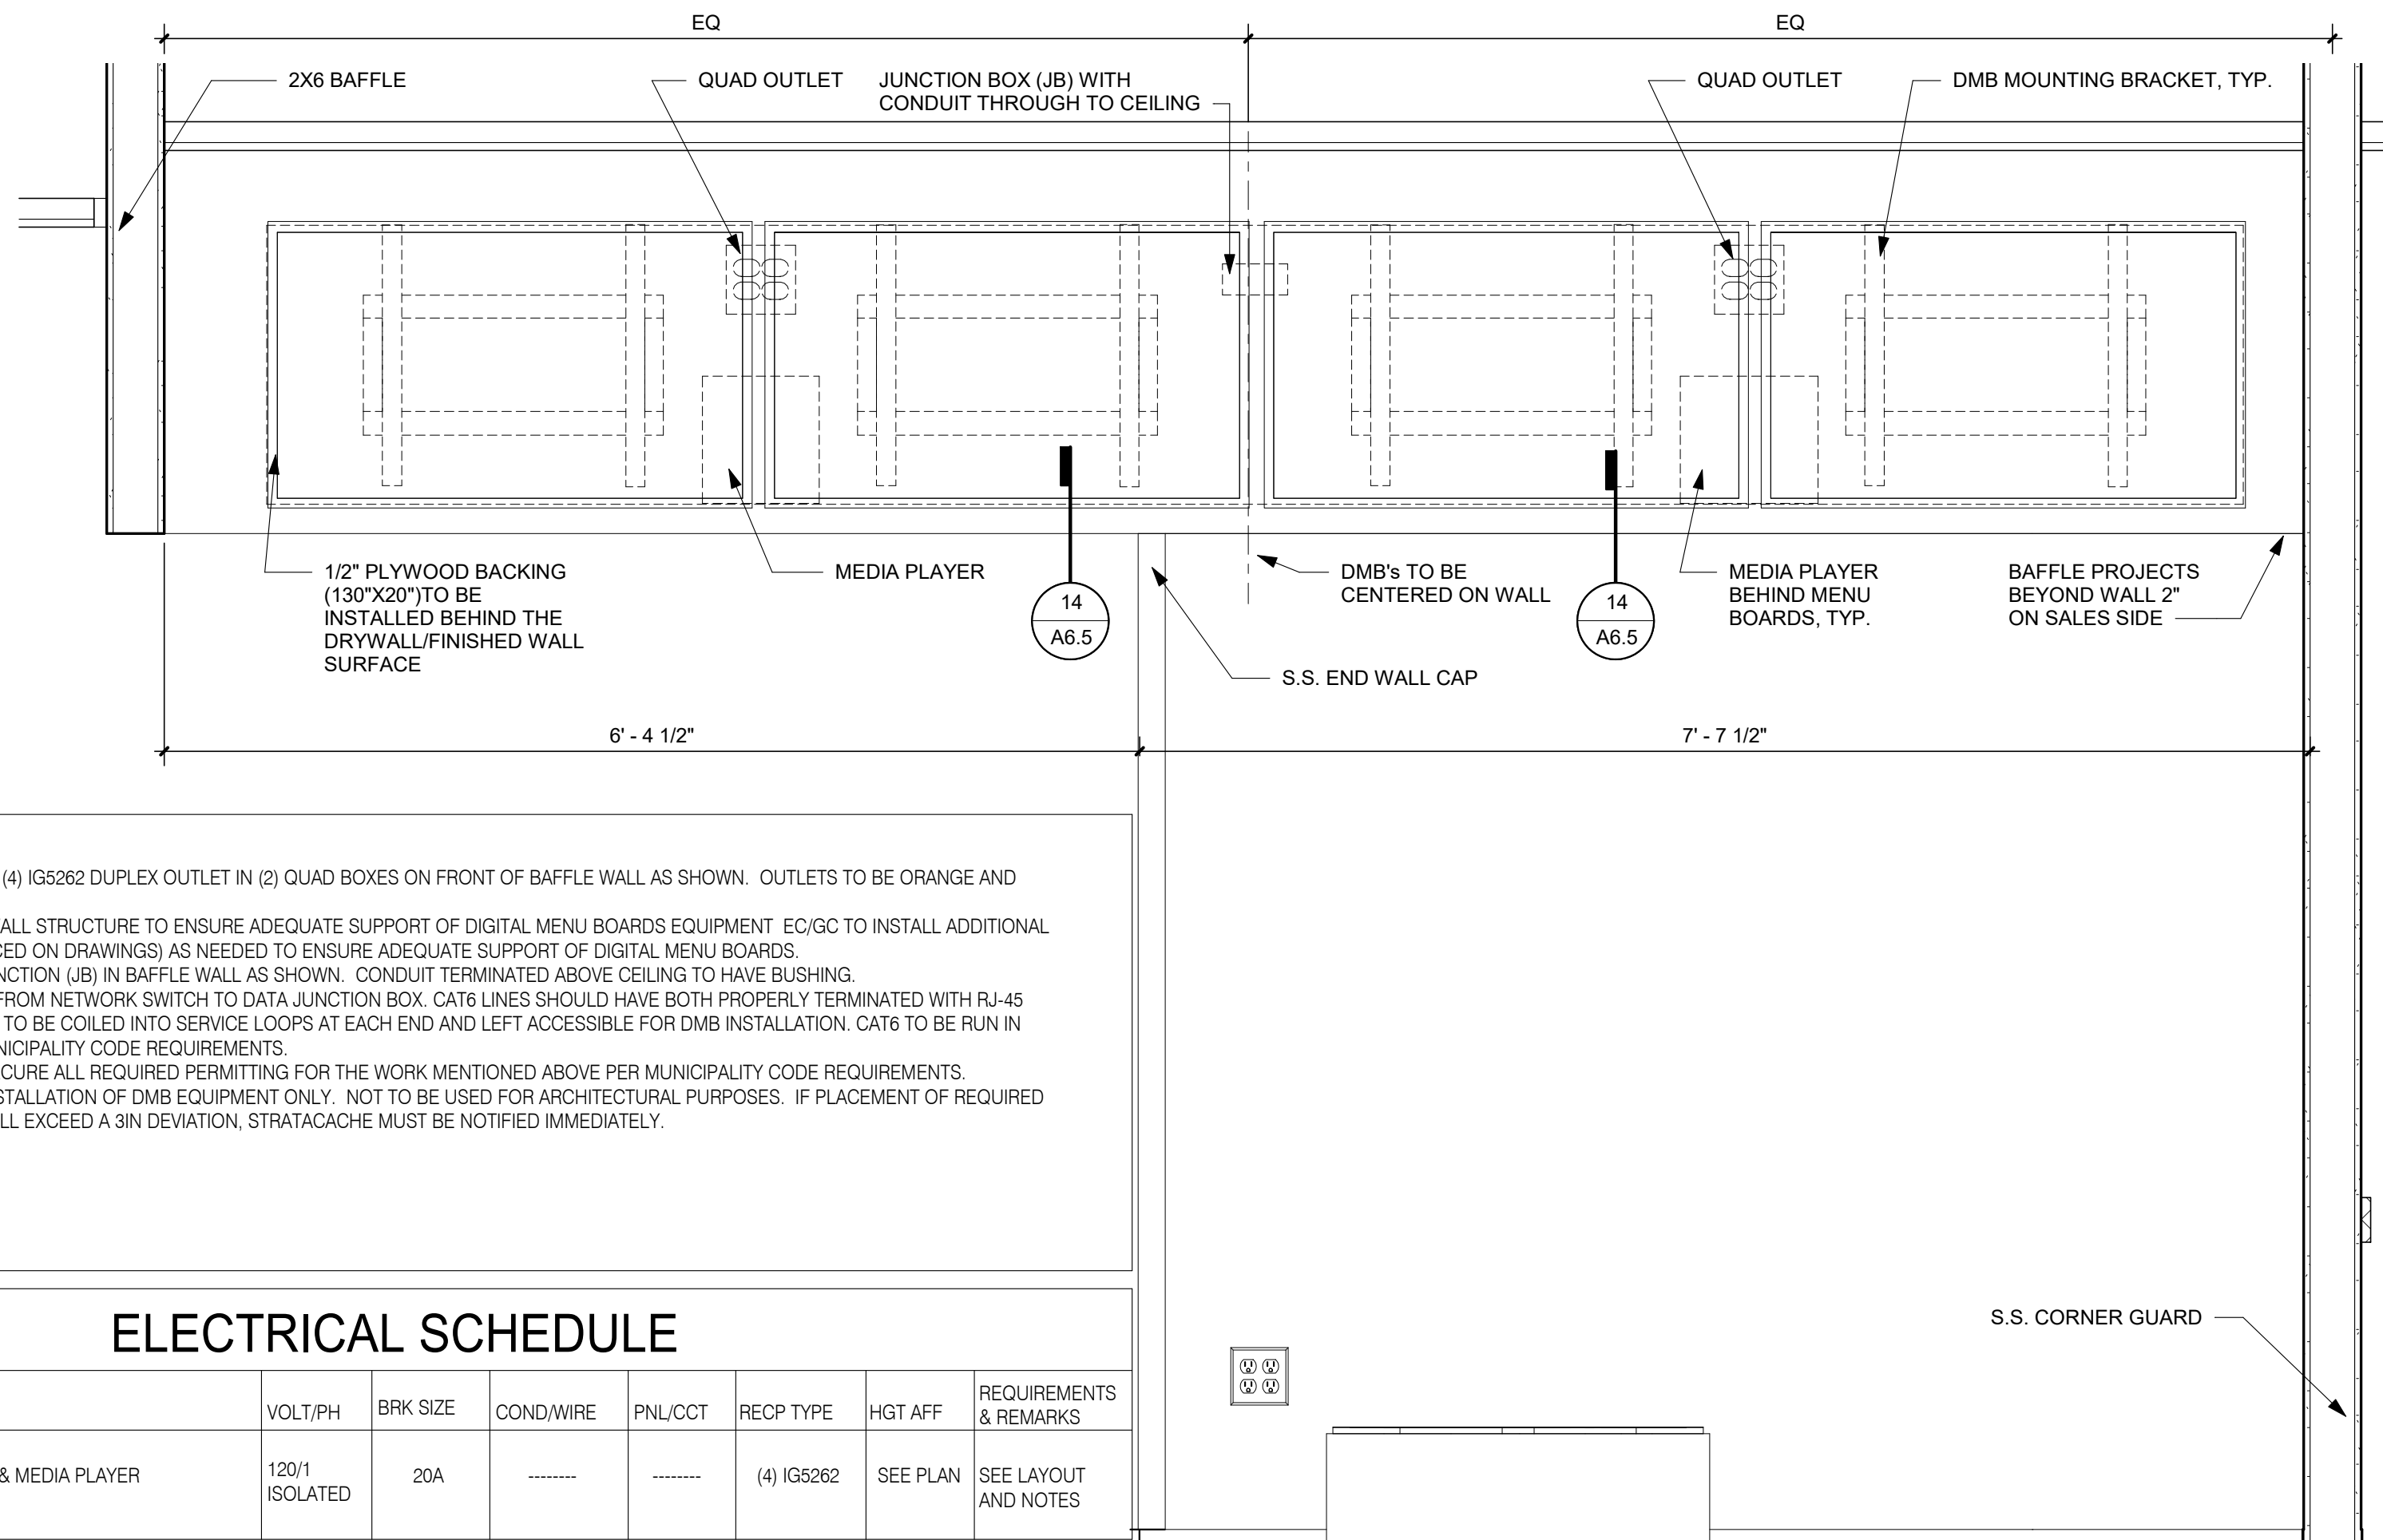 EQ
EQ
2X6 BAFFLE
QUAD OUTLET
JUNCTION BOX (JB) WITH
CONDUIT THROUGH TO CEILING
QUAD OUTLET
DMB MOUNTING BRACKET, TYP.
1/2" PLYWOOD BACKING
(130"X20")TO BE
INSTALLED BEHIND THE
DRYWALL/FINISHED WALL
SURFACE
MEDIA PLAYER
14
A6.5
DMB's TO BE
CENTERED ON WALL
14
A6.5
MEDIA PLAYER
BEHIND MENU
BOARDS, TYP.
BAFFLE PROJECTS
BEYOND WALL 2"
ON SALES SIDE
S.S. END WALL CAP
6' - 4 1/2"
7' - 7 1/2"
(4) IG5262 DUPLEX OUTLET IN (2) QUAD BOXES ON FRONT OF BAFFLE WALL AS SHOWN. OUTLETS TO BE ORANGE AND
ALL STRUCTURE TO ENSURE ADEQUATE SUPPORT OF DIGITAL MENU BOARDS EQUIPMENT EC/GC TO INSTALL ADDITIONAL
CED ON DRAWINGS) AS NEEDED TO ENSURE ADEQUATE SUPPORT OF DIGITAL MENU BOARDS.
NCTION (JB) IN BAFFLE WALL AS SHOWN. CONDUIT TERMINATED ABOVE CEILING TO HAVE BUSHING.
FROM NETWORK SWITCH TO DATA JUNCTION BOX. CAT6 LINES SHOULD HAVE BOTH PROPERLY TERMINATED WITH RJ-45
TO BE COILED INTO SERVICE LOOPS AT EACH END AND LEFT ACCESSIBLE FOR DMB INSTALLATION. CAT6 TO BE RUN IN
NICIPALITY CODE REQUIREMENTS.
CURE ALL REQUIRED PERMITTING FOR THE WORK MENTIONED ABOVE PER MUNICIPALITY CODE REQUIREMENTS.
STALLATION OF DMB EQUIPMENT ONLY. NOT TO BE USED FOR ARCHITECTURAL PURPOSES. IF PLACEMENT OF REQUIRED
LL EXCEED A 3IN DEVIATION, STRATACACHE MUST BE NOTIFIED IMMEDIATELY.
S.S. CORNER GUARD
ELECTRICAL SCHEDULE
VOLT/PH
BRK SIZE
COND/WIRE
PNL/CCT
RECP TYPE
HGT AFF
REQUIREMENTS
& REMARKS
& MEDIA PLAYER
120/1
ISOLATED
20A
--------
--------
(4) IG5262
SEE PLAN
SEE LAYOUT
AND NOTES